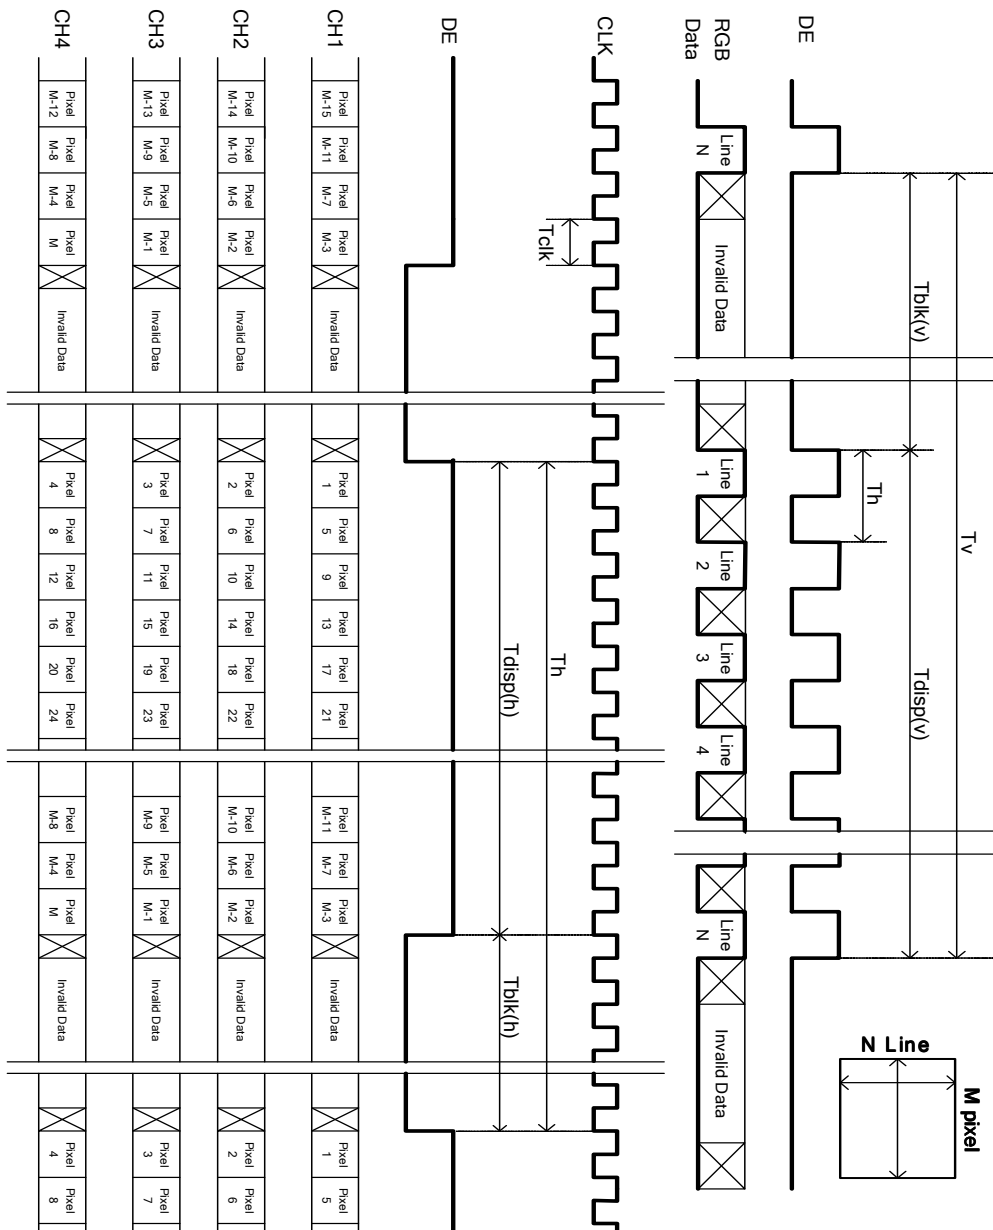 Tv
M pixel
N Line
Tblk(v) Tdisp(v)
Th
DE
RGB
Data
Line N Invalid Data Line 1 Line 2 Line 3 Line 4 Line N Invalid Data
CLK
Tclk
Th
Tdisp(h) Tblk(h)
DE
CH1 Pixel M-15 Pixel M-11 Pixel M-7 Pixel M-3 Invalid Data Pixel 1 Pixel 5 Pixel 9 Pixel 13 Pixel 17 Pixel 21 Pixel M-11 Pixel M-7 Pixel M-3 Invalid Data Pixel 1 Pixel 5
CH2 Pixel M-14 Pixel M-10 Pixel M-6 Pixel M-2 Invalid Data Pixel 2 Pixel 6 Pixel 10 Pixel 14 Pixel 18 Pixel 22 Pixel M-10 Pixel M-6 Pixel M-2 Invalid Data Pixel 2 Pixel 6
CH3 Pixel M-13 Pixel M-9 Pixel M-5 Pixel M-1 Invalid Data Pixel 3 Pixel 7 Pixel 11 Pixel 15 Pixel 19 Pixel 23 Pixel M-9 Pixel M-5 Pixel M-1 Invalid Data Pixel 3 Pixel 7
CH4 Pixel M-12 Pixel M-8 Pixel M-4 Pixel M Invalid Data Pixel 4 Pixel 8 Pixel 12 Pixel 16 Pixel 20 Pixel 24 Pixel M-8 Pixel M-4 Pixel M Invalid Data Pixel 4 Pixel 8